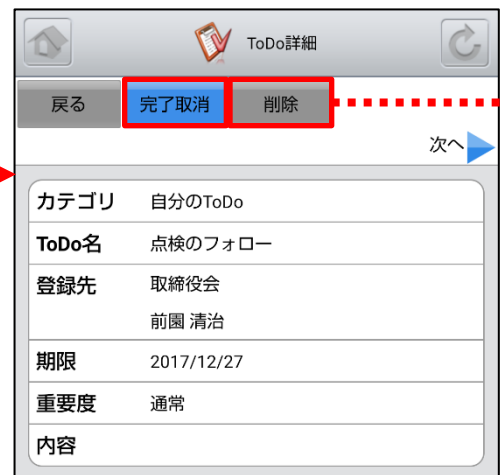 ToDo詳細
戻る 完了取消 削除
次へ
カテゴリ 自分のToDo
ToDo名 点検のフォロー
登録先 取締役会
前園 清治
期限 2017/12/27
重要度 通常
内容